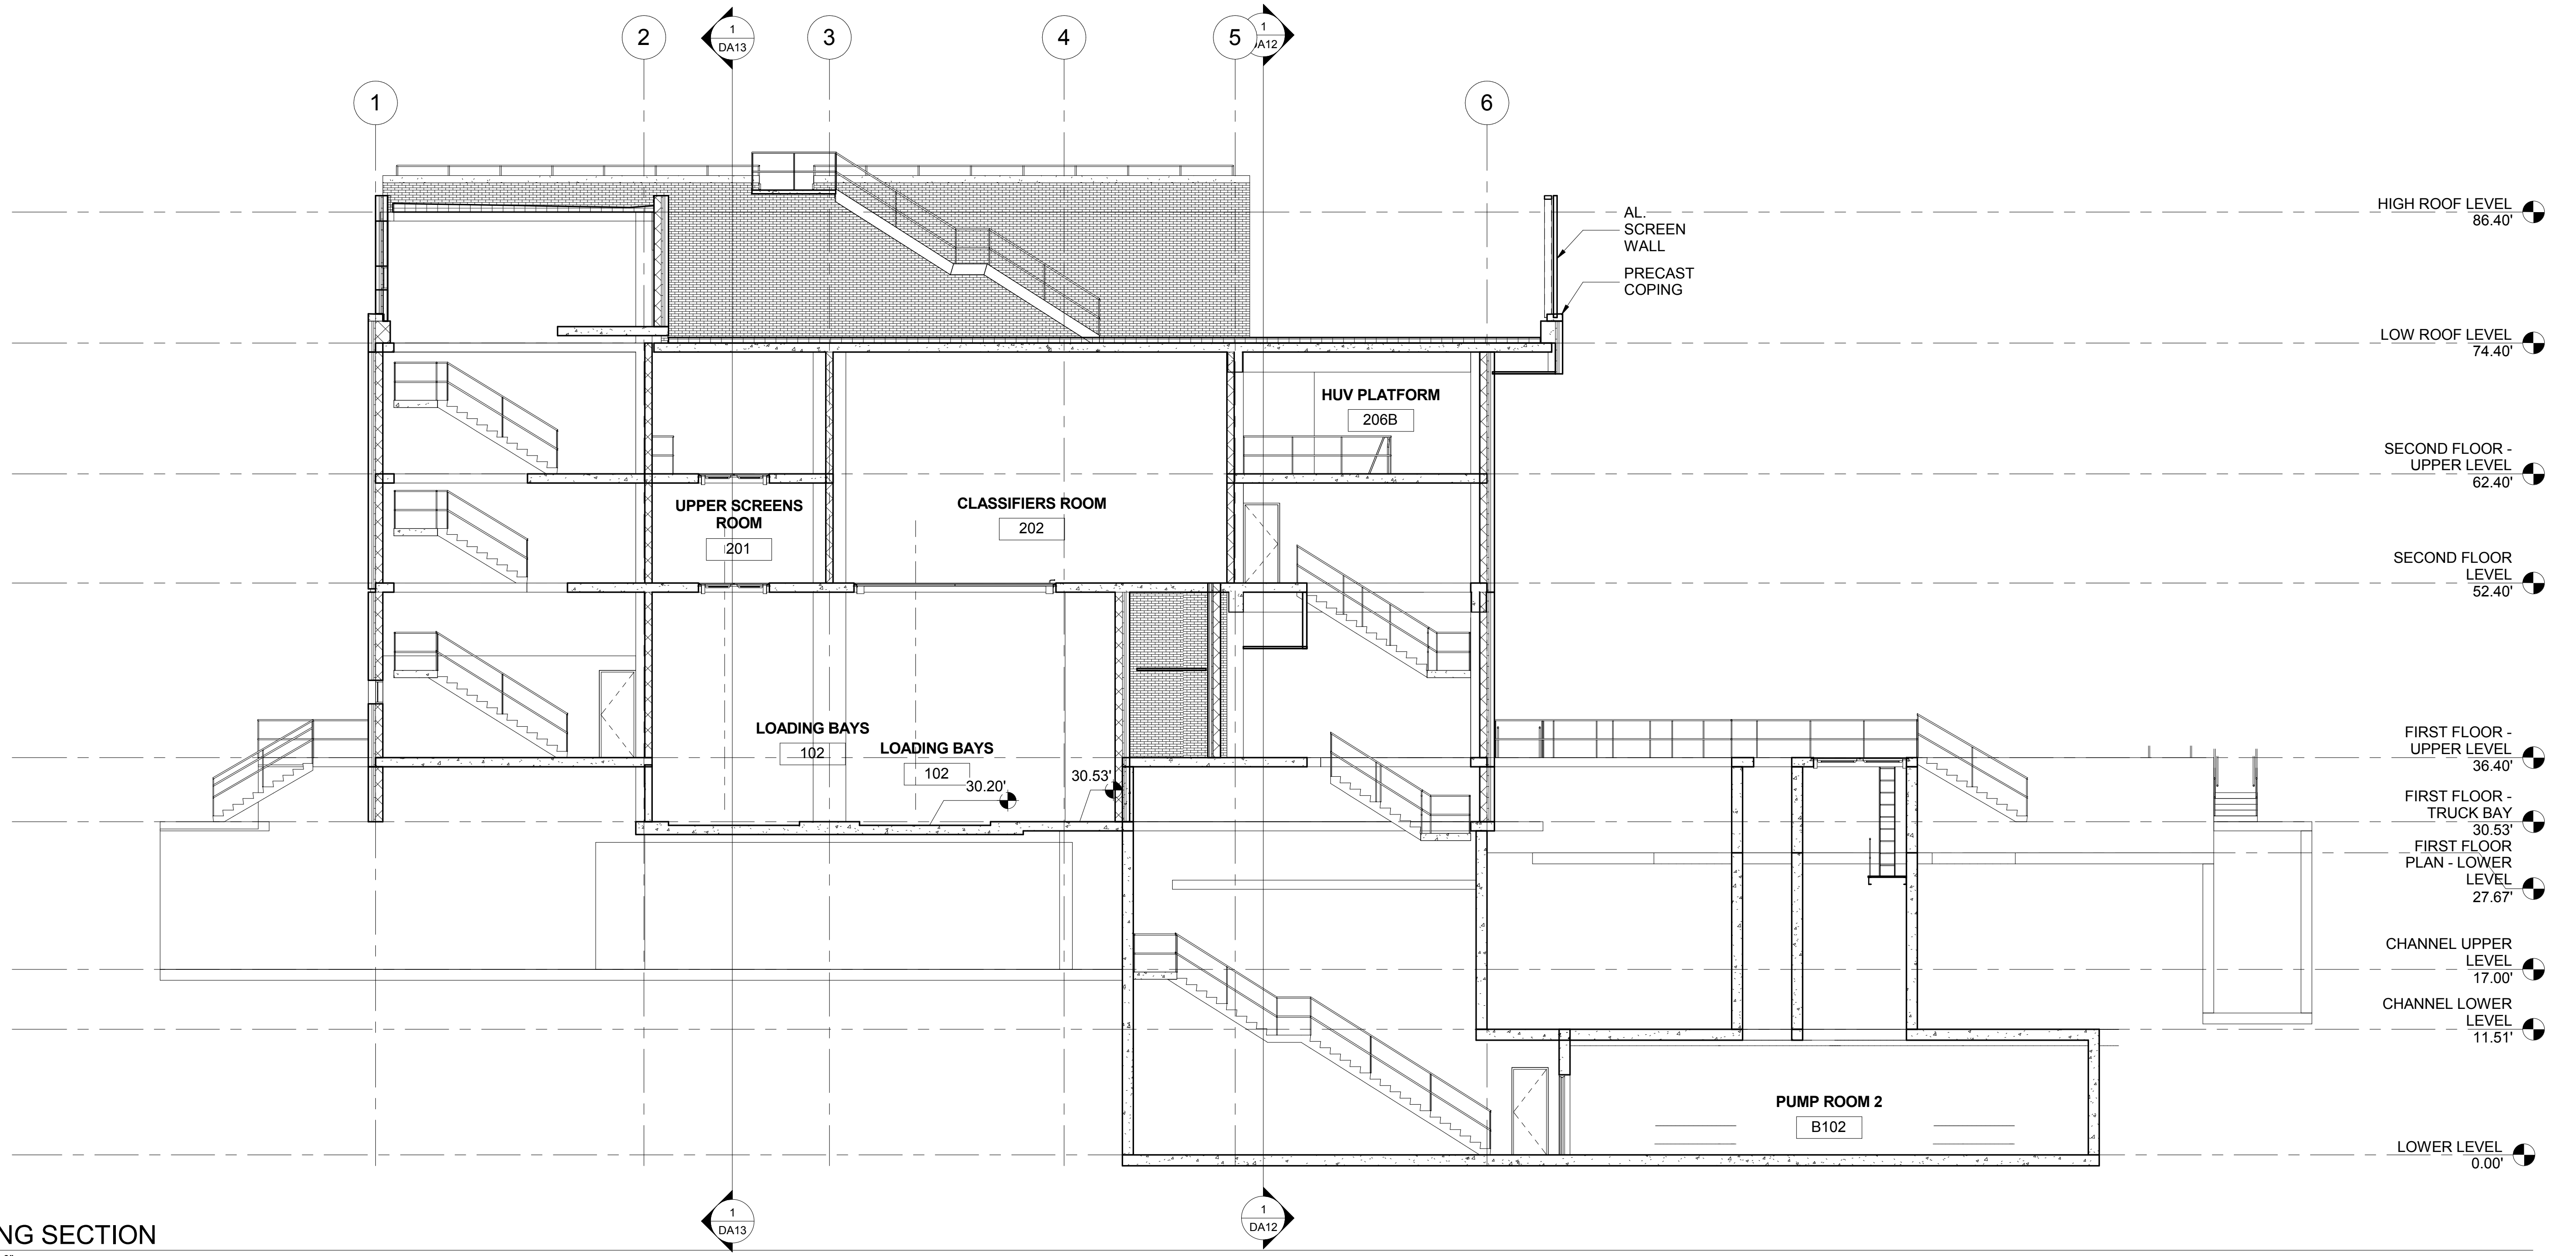 1
DA13
1
A12
2
3
4
5
1
6
HIGH ROOF LEVEL
86.40'
AL.
SCREEN
WALL
PRECAST
COPING
LOW ROOF LEVEL
74.40'
HUV PLATFORM
206B
SECOND FLOOR -
UPPER LEVEL
62.40'
UPPER SCREENS
ROOM
201
CLASSIFIERS ROOM
202
SECOND FLOOR
LEVEL
52.40'
LOADING BAYS
102
LOADING BAYS
102
30.20'
30.53'
FIRST FLOOR -
UPPER LEVEL
36.40'
FIRST FLOOR -
TRUCK BAY
30.53'
FIRST FLOOR
PLAN - LOWER
LEVEL
27.67'
CHANNEL UPPER
LEVEL
17.00'
CHANNEL LOWER
LEVEL
11.51'
PUMP ROOM 2
B102
LOWER LEVEL
0.00'
1
DA13
1
DA12
NG SECTION